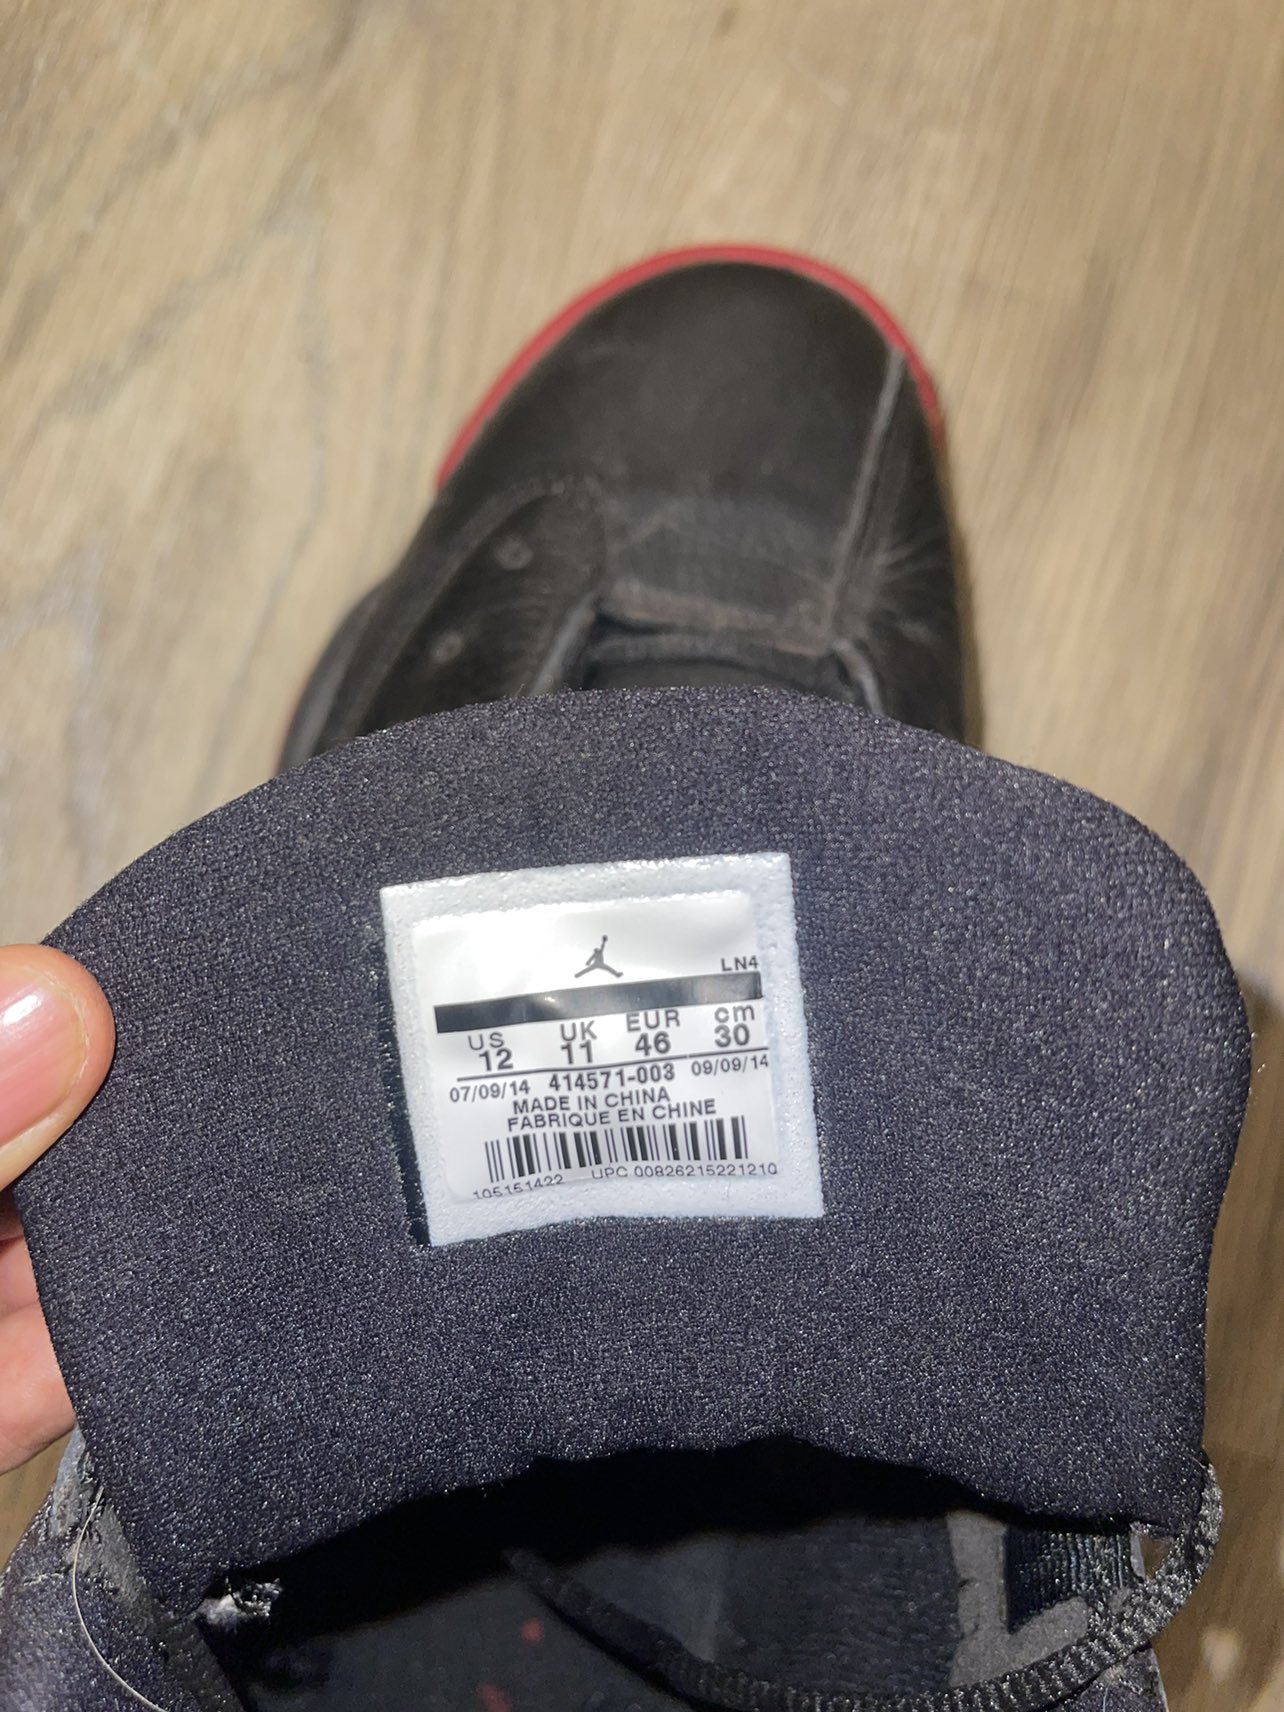 LN4
US UK EUR cm
12 11 46 30
07/09/14 414571-003 09/09/14
MADE IN CHINA
FABRIQUE EN CHINE
105151422 UPC 00826215221210